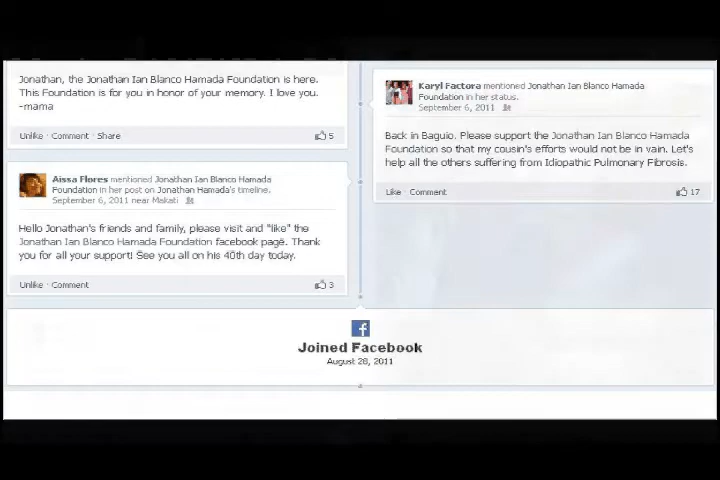 Jonathan, the Jonathan Ian Blanco Hamada Foundation is here.
This Foundation is for you in honor of your memory. I love you.
-mama
Unlike · Comment · Share
5
Aissa Flores mentioned Jonathan Ian Blanco Hamada
Foundation in her post on Jonathan Hamada's timeline.
September 6, 2011 near Makati
Hello Jonathan's friends and family, please visit and "like" the
Jonathan Ian Blanco Hamada Foundation facebook page. Thank
you for all your support! See you all on his 40th day today.
Unlike · Comment
3
Karyl Factora mentioned Jonathan Ian Blanco Hamada
Foundation in her status.
September 6, 2011
Back in Baguio. Please support the Jonathan Ian Blanco Hamada
Foundation so that my cousin's efforts would not be in vain. Let's
help all the others suffering from Idiopathic Pulmonary Fibrosis.
Like · Comment
17
f
Joined Facebook
August 28, 2011